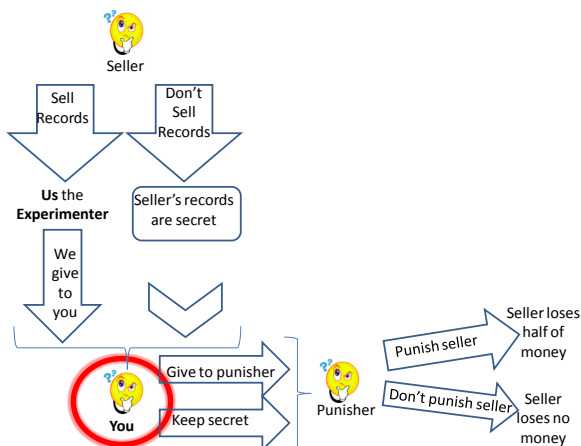 ??
Seller
Sell
Records
Don't
Sell
Records
Us the
Experimenter
Seller's records
are secret
We
give
to
you
??
You
Give to punisher
Keep secret
??
Punisher
Punish seller
Don't punish seller
Seller loses
half of
money
Seller
loses no
money